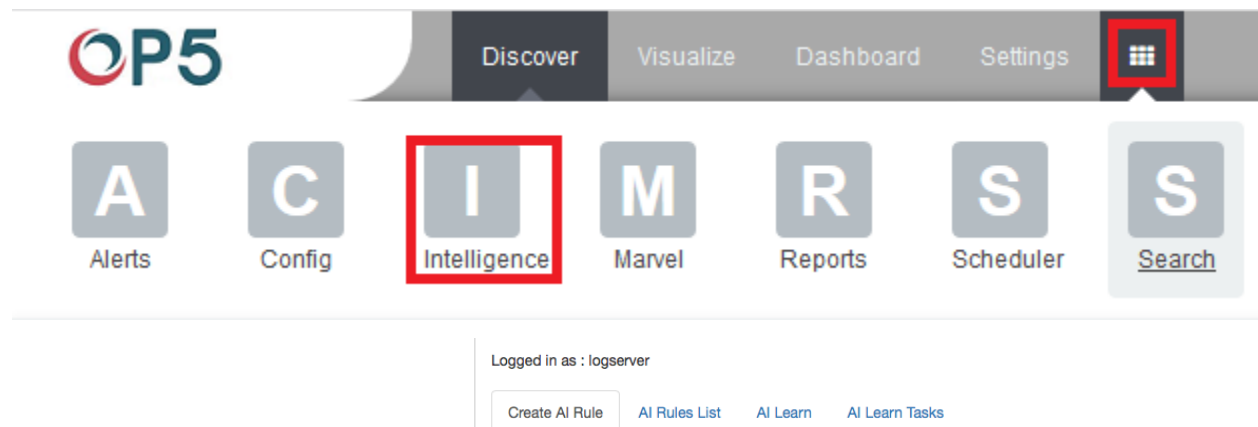 OP5 Discover Visualize Dashboard Settings
A C I M R S S
Alerts Config Intelligence Marvel Reports Scheduler Search
Logged in as : logserver
Create AI Rule AI Rules List AI Learn AI Learn Tasks